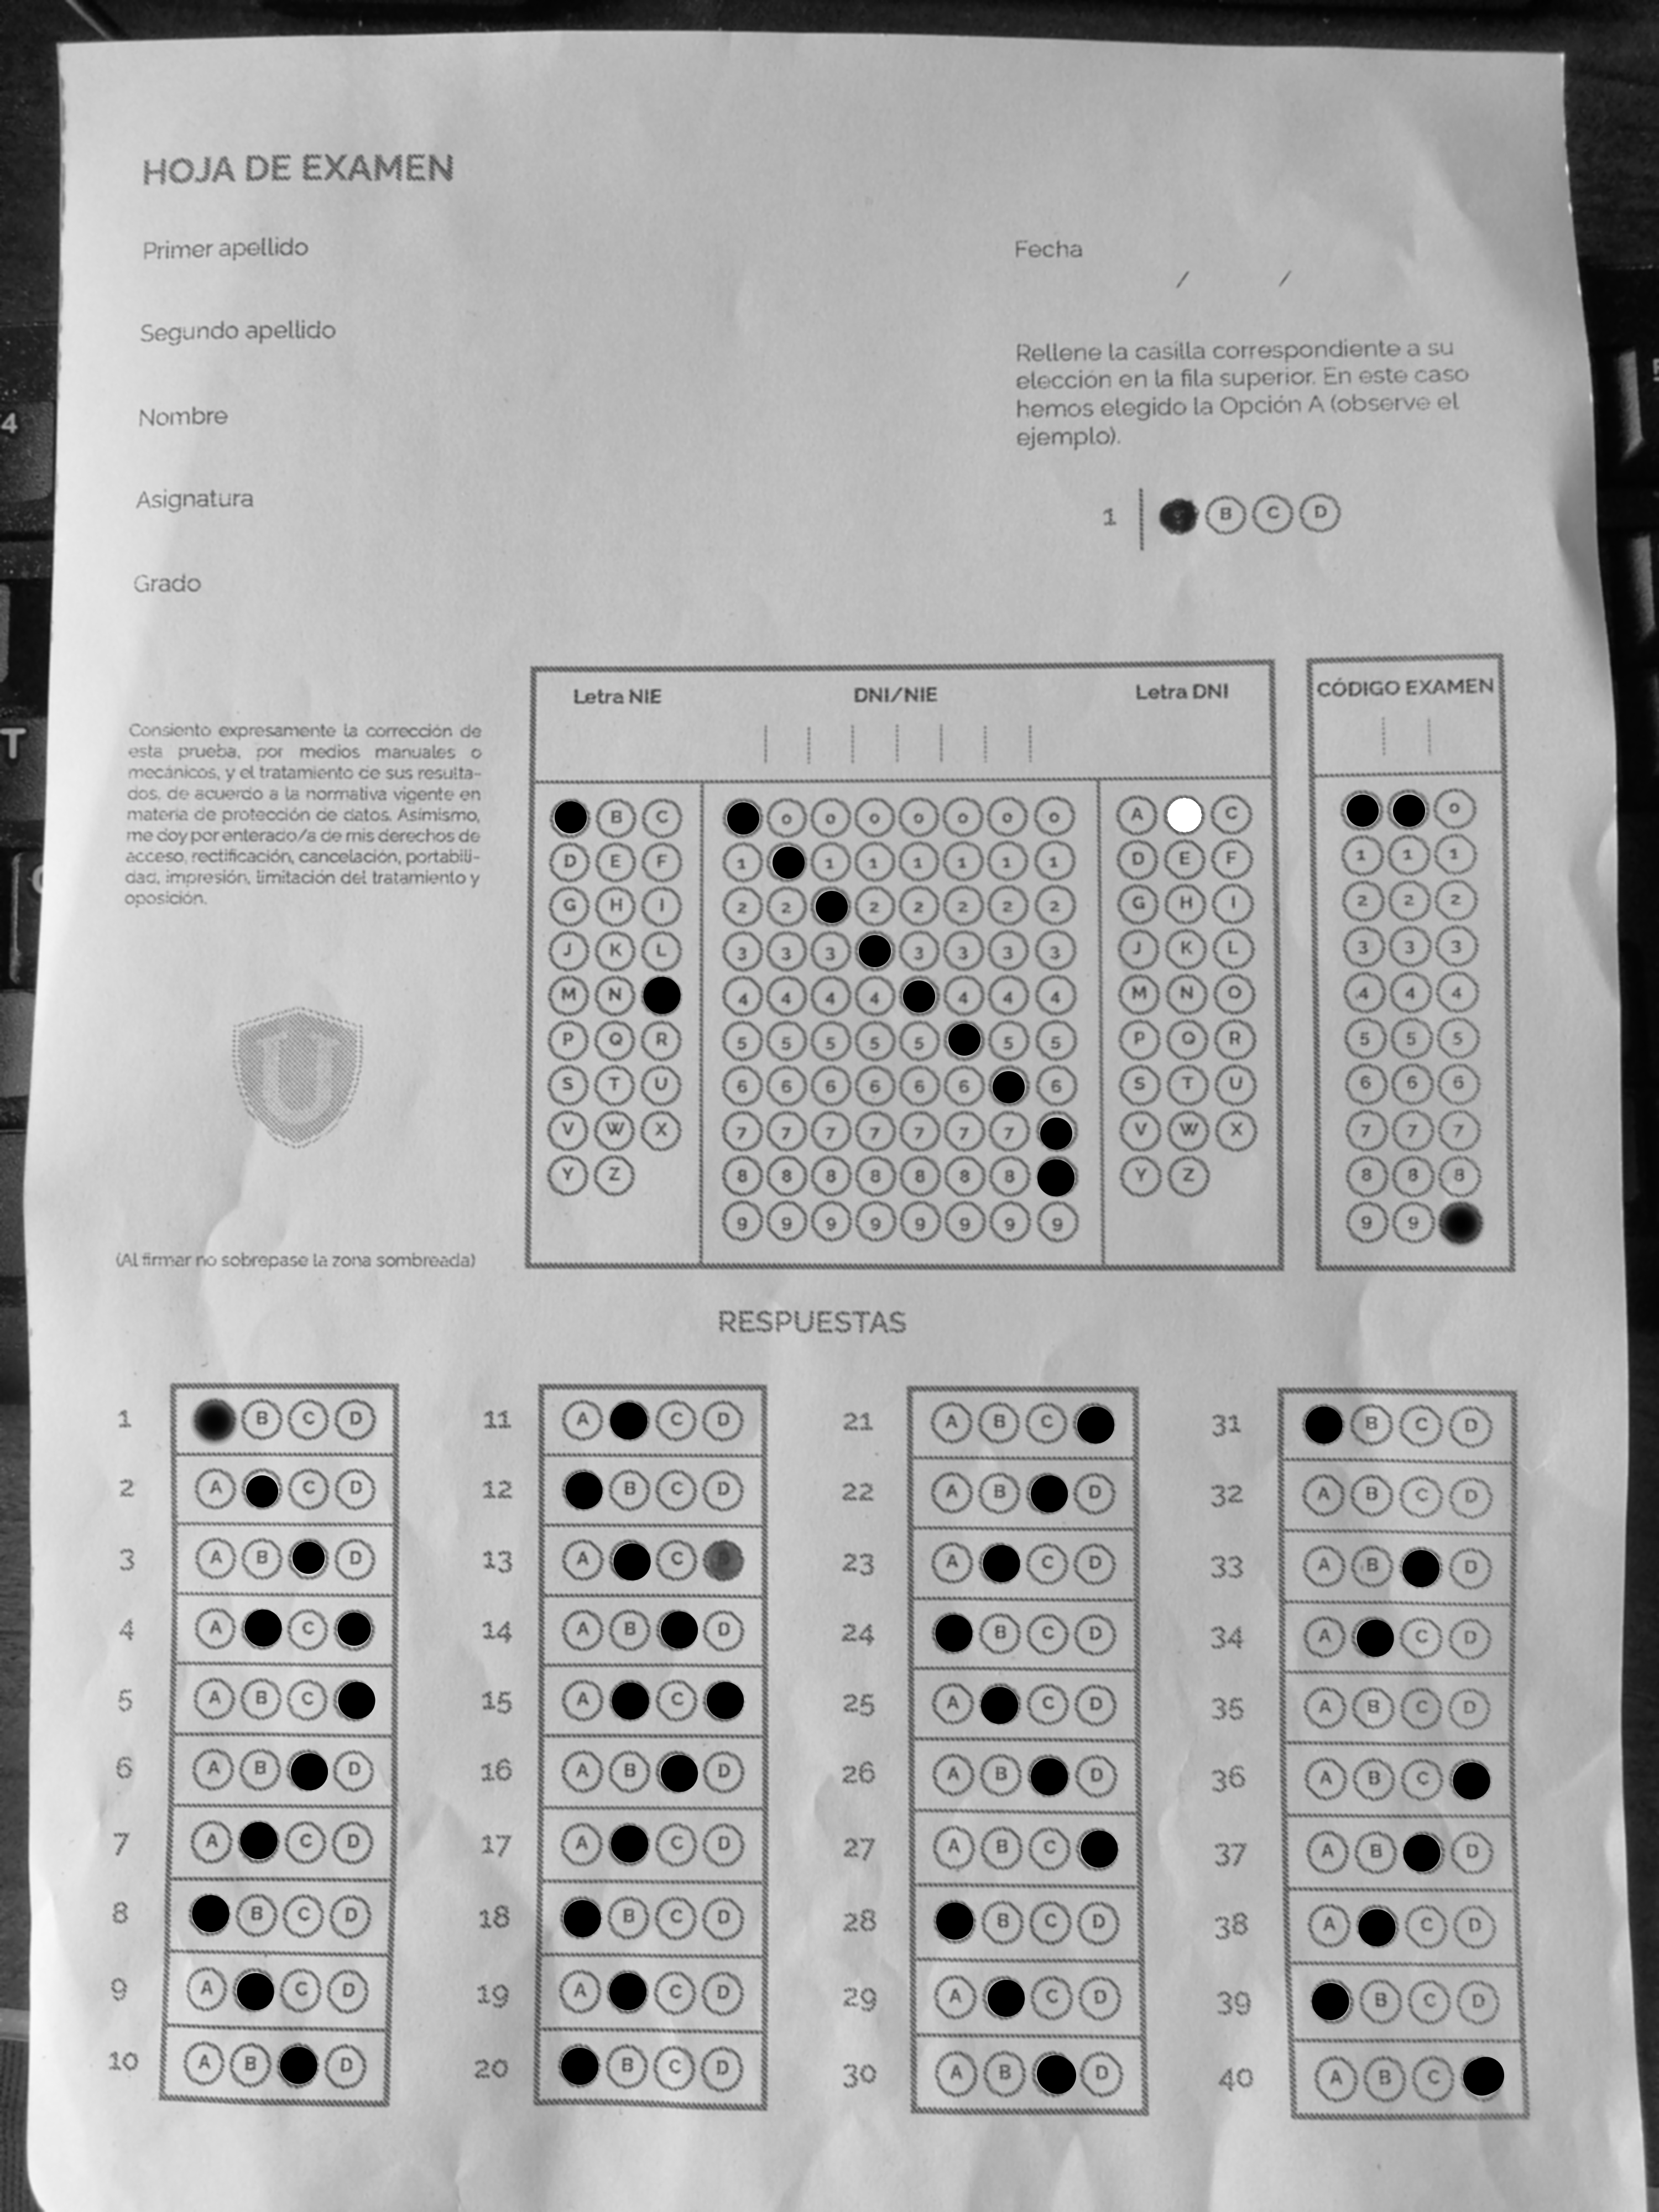 HOJA DE EXAMEN
Primer apellido
Segundo apellido
Nombre
Asignatura
Grado
Fecha
/ /
Rellene la casilla correspondiente a su
elección en la fila superior. En este caso
hemos elegido la Opción A (observe el
ejemplo).
1 B C D
Consiento expresamente la corrección de
esta prueba, por medios manuales o
mecánicos, y el tratamiento de sus resulta-
dos, de acuerdo a la normativa vigente en
materia de protección de datos. Asimismo,
me doy por enterado/a de mis derechos de
acceso, rectificación, cancelación, portabili-
dad, impresión, limitación del tratamiento y
oposición.
(Al firmar no sobrepase la zona sombreada)
Letra NIE DNI/NIE Letra DNI CÓDIGO EXAMEN
B C 0 0 0 0 0 0 0 A C 0
D E F 1 1 1 1 1 1 1 D E F 1 1 1
G H I 2 2 2 2 2 2 2 G H I 2 2 2
J K L 3 3 3 3 3 3 3 J K L 3 3 3
M N 4 4 4 4 4 4 4 M N O 4 4 4
P Q R 5 5 5 5 5 5 5 P Q R 5 5 5
S T U 6 6 6 6 6 6 6 S T U 6 6 6
V W X 7 7 7 7 7 7 7 V W X 7 7 7
Y Z 8 8 8 8 8 8 8 Y Z 8 8 8
9 9 9 9 9 9 9 9 9 9
RESPUESTAS
1 B C D
2 A C D
3 A B D
4 A C
5 A B C
6 A B D
7 A C D
8 B C D
9 A C D
10 A B D
11 A C D
12 B C D
13 A C D
14 A B D
15 A C
16 A B D
17 A C D
18 B C D
19 A C D
20 B C D
21 A B C
22 A B D
23 A C D
24 B C D
25 A C D
26 A B D
27 A B C
28 B C D
29 A C D
30 A B D
31 B C D
32 A B C D
33 A B D
34 A C D
35 A B C D
36 A B C
37 A B D
38 A C D
39 B C D
40 A B C
4
T